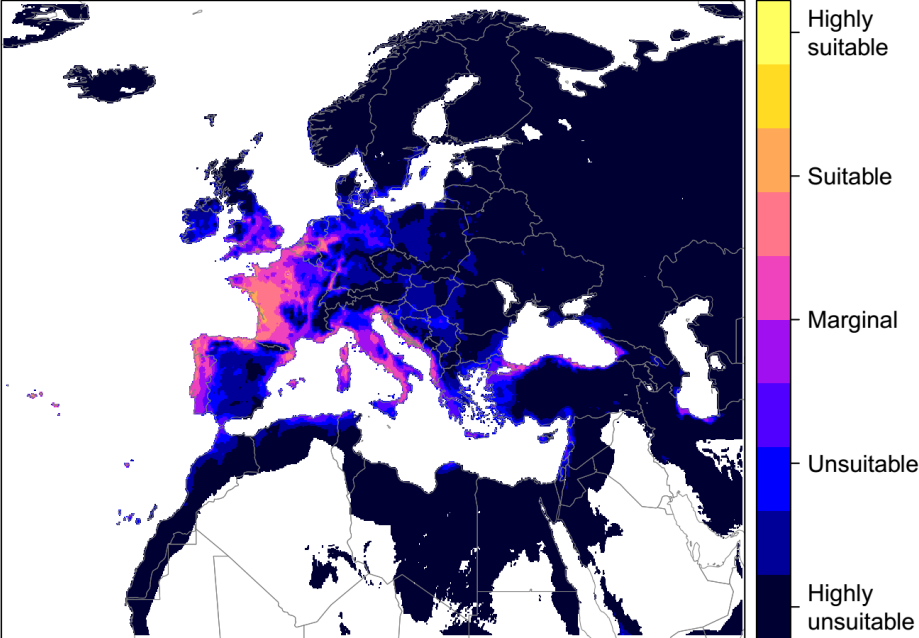 Highly
suitable
Suitable
Marginal
Unsuitable
Highly
unsuitable